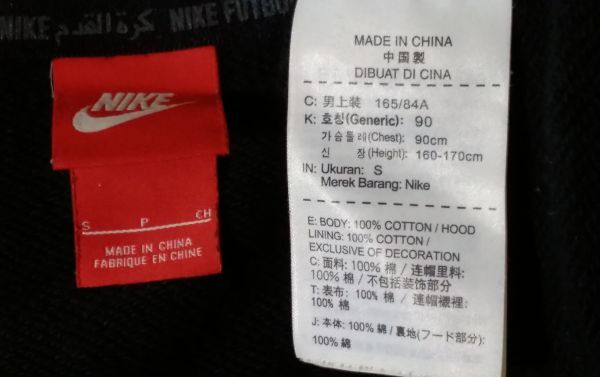 NIKE كرة القدم NIKE FUTBO
NIKE
S P CH
MADE IN CHINA
FABRIQUE EN CHINE
MADE IN CHINA
中国製
DIBUAT DI CINA
C: 男上装 165/84A
K: 호칭(Generic): 90
가슴둘레(Chest): 90cm
신 장(Height): 160-170cm
IN: Ukuran: S
Merek Barang: Nike
E: BODY: 100% COTTON / HOOD
LINING: 100% COTTON /
EXCLUSIVE OF DECORATION
C: 面料: 100% 棉 / 连帽里料:
100% 棉 / 不包括装饰部分
T: 表布: 100% 棉 / 連帽襯裡:
100% 棉
J: 本体: 100% 綿 / 裏地(フード部分):
100% 綿